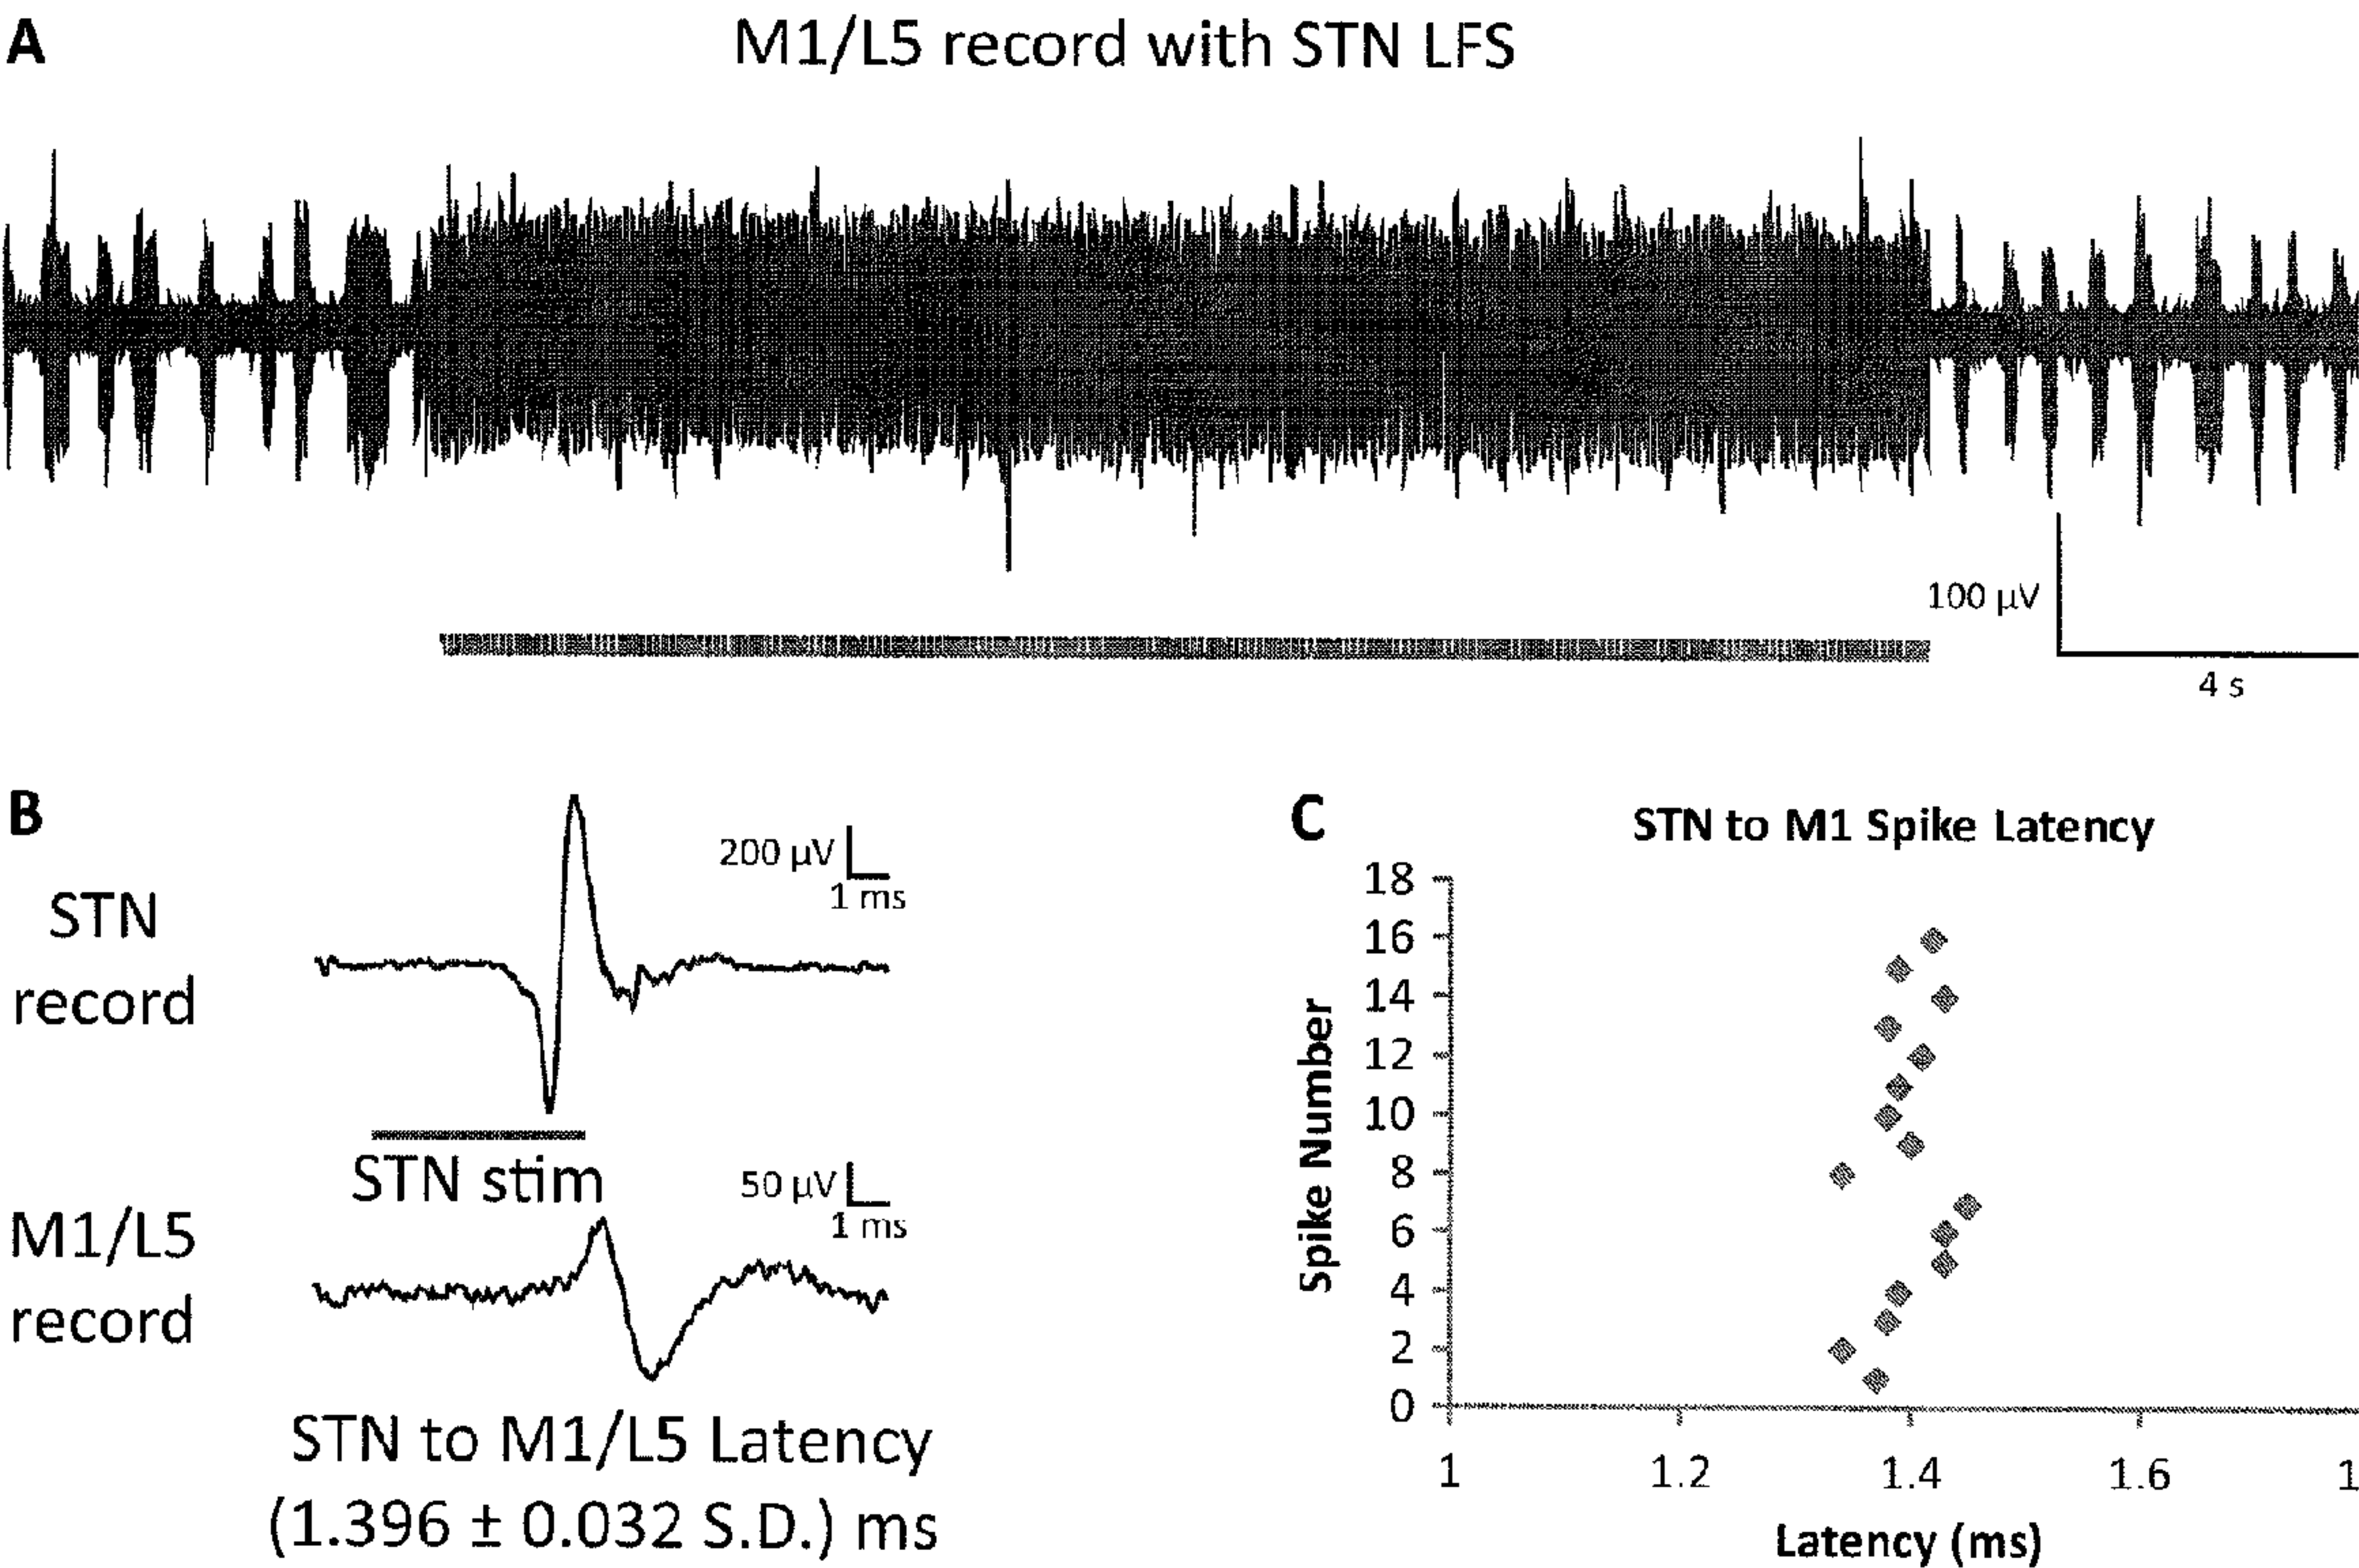 A
M1/L5 record with STN LFS
100 µV
4 s
B
STN
record
200 µV
1 ms
STN stim
M1/L5
record
50 µV
1 ms
STN to M1/L5 Latency
(1.396 ± 0.032 S.D.) ms
C
STN to M1 Spike Latency
Spike Number
18
16
14
12
10
8
6
4
2
0
1
1.2
1.4
1.6
Latency (ms)